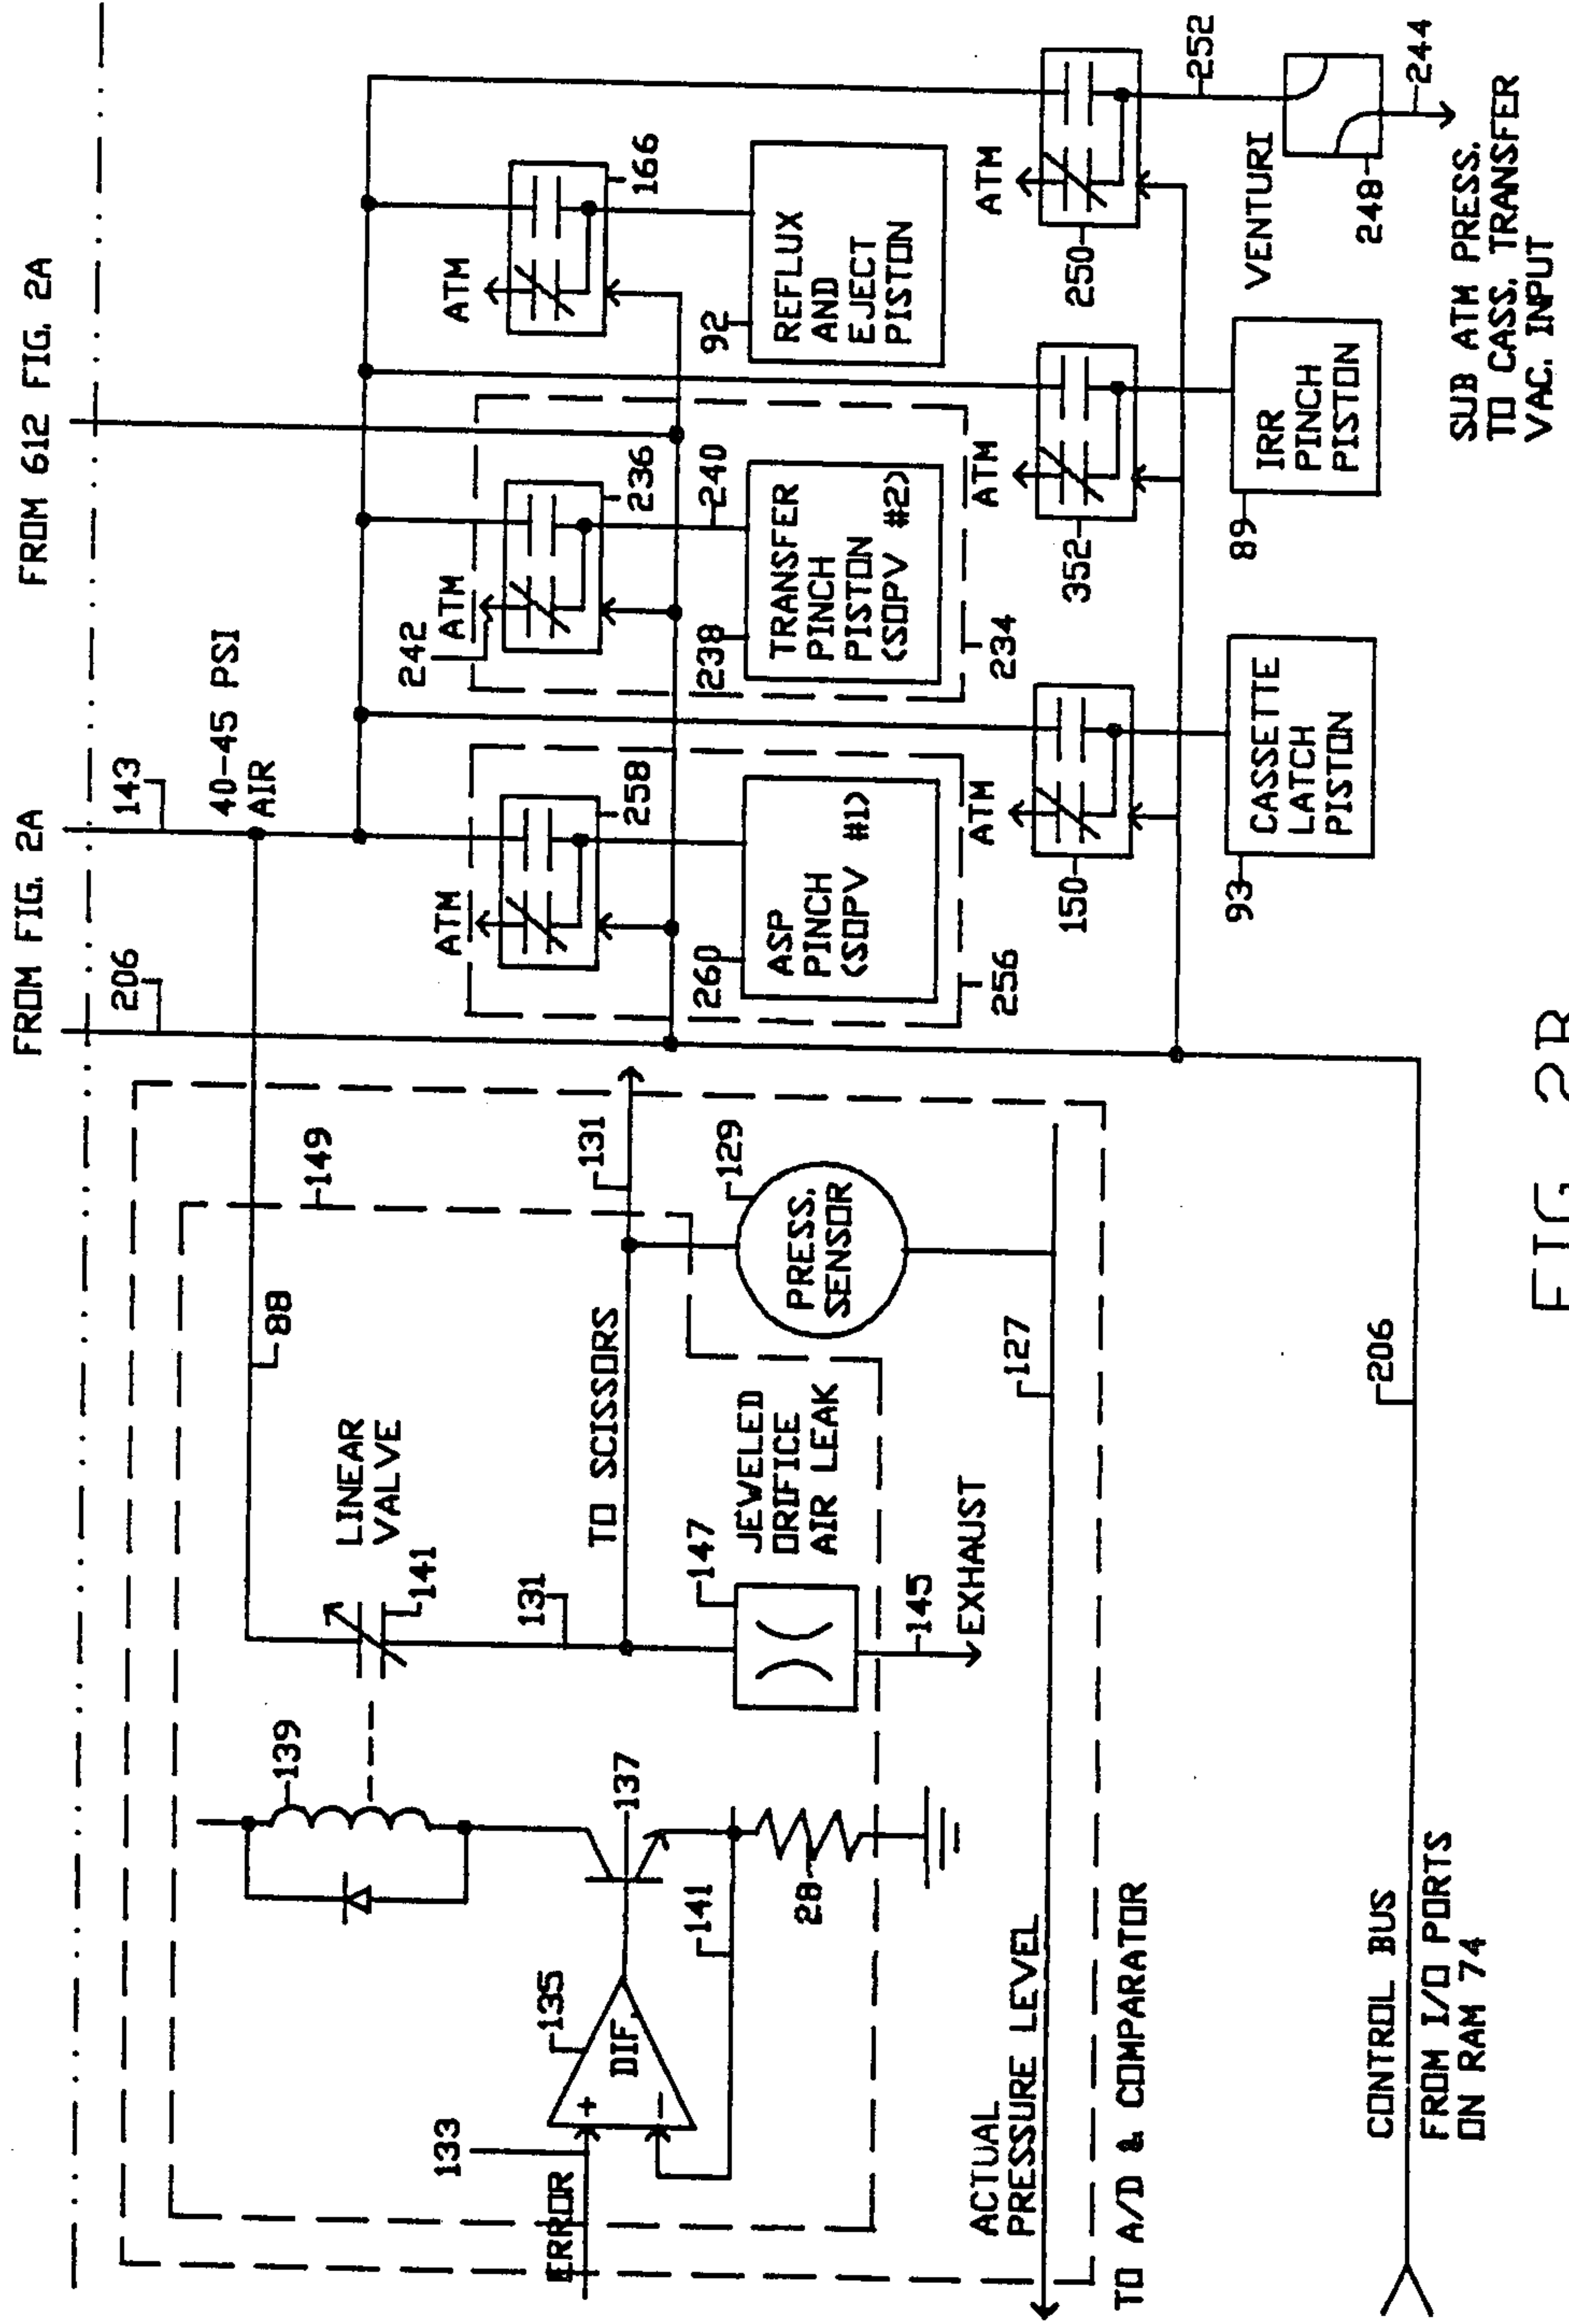 FROM FIG. 2A
FROM 612 FIG. 2A
206
143
40-45 PSI
AIR
149
88
139
LINEAR
VALVE
141
131
TO SCISSORS
131
129
PRESS.
SENSOR
133
ERROR
135
DIF.
+
-
137
141
28
147
JEWELED
ORIFICE
AIR LEAK
145
EXHAUST
127
ACTUAL
PRESSURE LEVEL
TO A/D & COMPARATOR
ATM
258
260
ASP
PINCH
(SOPV #1)
256
242
ATM
236
240
238
TRANSFER
PINCH
PISTON
(SOPV #2)
234
ATM
166
92
REFLUX
AND
EJECT
PISTON
ATM
150
93
CASSETTE
LATCH
PISTON
ATM
352
89
IRR
PINCH
PISTON
ATM
250
252
VENTURI
248
244
SUB ATM PRESS.
TO CASS. TRANSFER
VAC. INPUT
206
CONTROL BUS
FROM I/O PORTS
ON RAM 74
FIG 2B